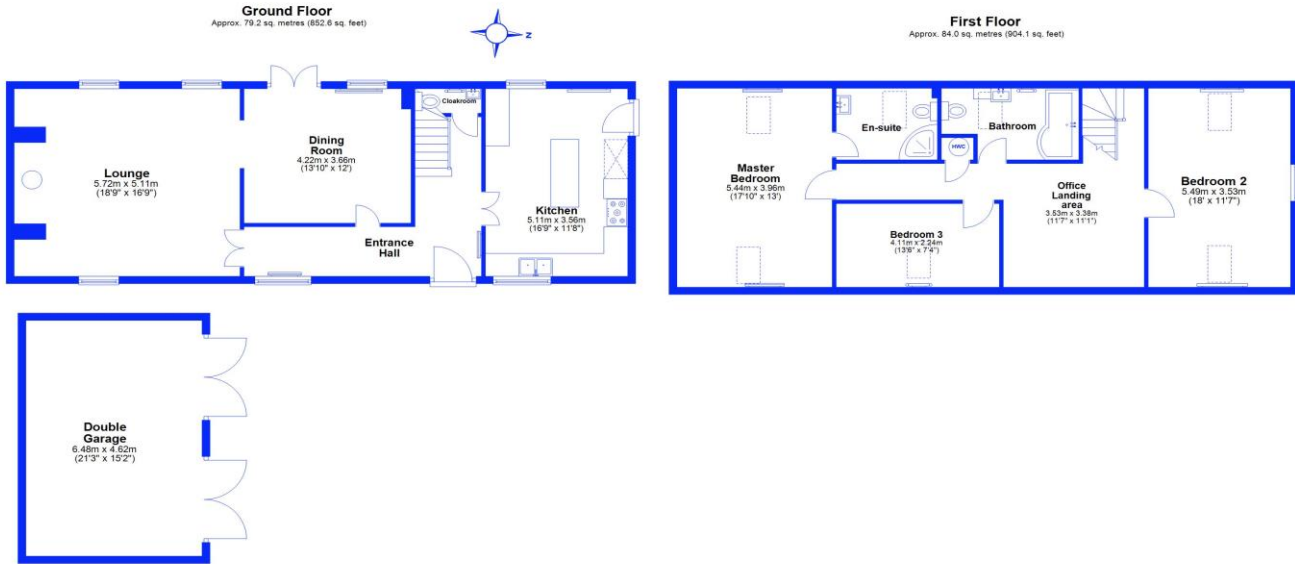 Ground Floor
Approx. 79.2 sq. metres (852.6 sq. feet)
N
Cloakroom
Dining
Room
4.22m x 3.66m
(13'10" x 12')
Lounge
5.72m x 5.11m
(18'9" x 16'9")
Kitchen
5.11m x 3.56m
(16'9" x 11'8")
Entrance
Hall
Double
Garage
6.48m x 4.62m
(21'3" x 15'2")
First Floor
Approx. 84.0 sq. metres (904.1 sq. feet)
En-suite
Bathroom
HWC
Master
Bedroom
5.44m x 3.96m
(17'10" x 13')
Office
Landing
area
3.53m x 3.38m
(11'7" x 11'1")
Bedroom 2
5.49m x 3.53m
(18' x 11'7")
Bedroom 3
4.11m x 2.24m
(13'6" x 7'4")